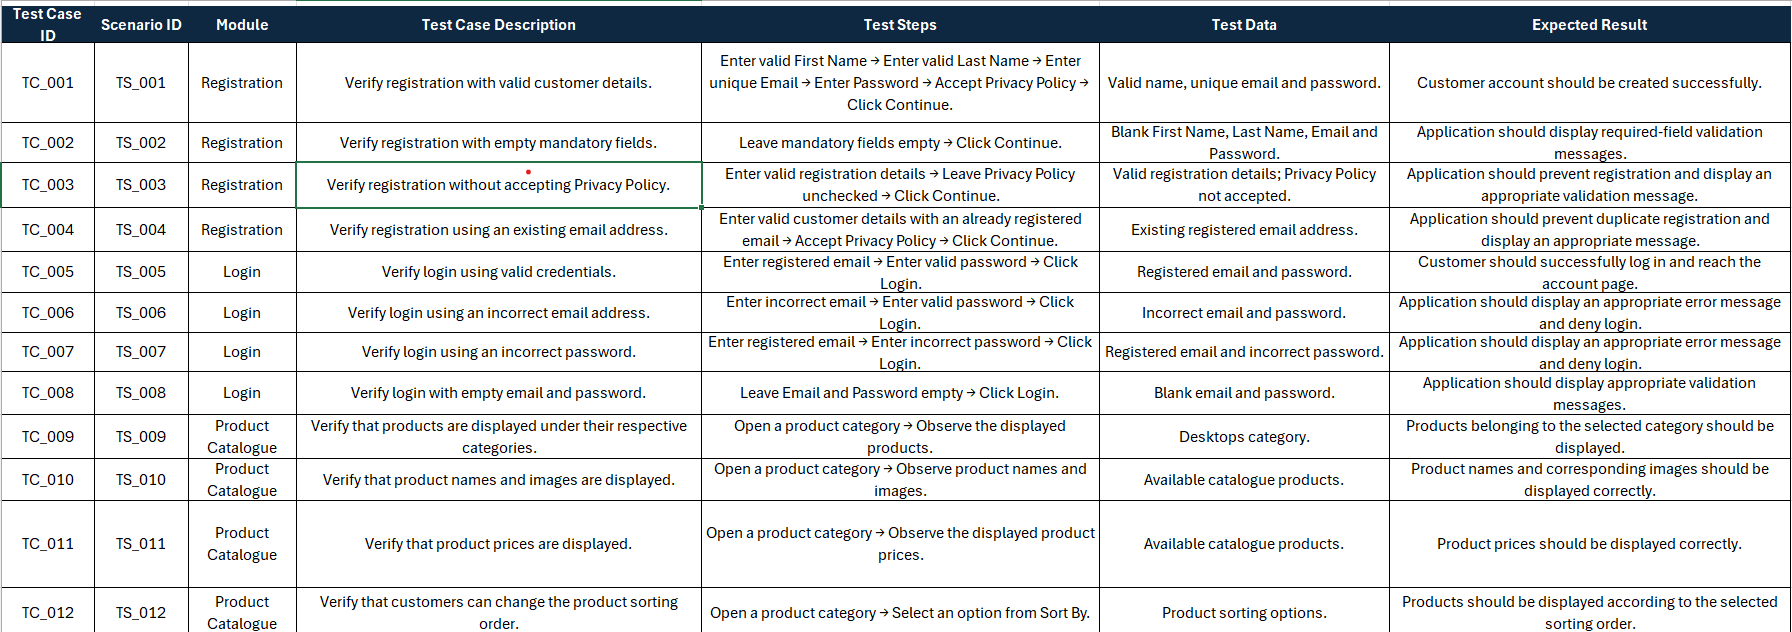 Test Case ID | Scenario ID | Module | Test Case Description | Test Steps | Test Data | Expected Result
TC_001 | TS_001 | Registration | Verify registration with valid customer details. | Enter valid First Name → Enter valid Last Name → Enter unique Email → Enter Password → Accept Privacy Policy → Click Continue. | Valid name, unique email and password. | Customer account should be created successfully.
TC_002 | TS_002 | Registration | Verify registration with empty mandatory fields. | Leave mandatory fields empty → Click Continue. | Blank First Name, Last Name, Email and Password. | Application should display required-field validation messages.
TC_003 | TS_003 | Registration | Verify registration without accepting Privacy Policy. | Enter valid registration details → Leave Privacy Policy unchecked → Click Continue. | Valid registration details; Privacy Policy not accepted. | Application should prevent registration and display an appropriate validation message.
TC_004 | TS_004 | Registration | Verify registration using an existing email address. | Enter valid customer details with an already registered email → Accept Privacy Policy → Click Continue. | Existing registered email address. | Application should prevent duplicate registration and display an appropriate message.
TC_005 | TS_005 | Login | Verify login using valid credentials. | Enter registered email → Enter valid password → Click Login. | Registered email and password. | Customer should successfully log in and reach the account page.
TC_006 | TS_006 | Login | Verify login using an incorrect email address. | Enter incorrect email → Enter valid password → Click Login. | Incorrect email and password. | Application should display an appropriate error message and deny login.
TC_007 | TS_007 | Login | Verify login using an incorrect password. | Enter registered email → Enter incorrect password → Click Login. | Registered email and incorrect password. | Application should display an appropriate error message and deny login.
TC_008 | TS_008 | Login | Verify login with empty email and password. | Leave Email and Password empty → Click Login. | Blank email and password. | Application should display appropriate validation messages.
TC_009 | TS_009 | Product Catalogue | Verify that products are displayed under their respective categories. | Open a product category → Observe the displayed products. | Desktops category. | Products belonging to the selected category should be displayed.
TC_010 | TS_010 | Product Catalogue | Verify that product names and images are displayed. | Open a product category → Observe product names and images. | Available catalogue products. | Product names and corresponding images should be displayed correctly.
TC_011 | TS_011 | Product Catalogue | Verify that product prices are displayed. | Open a product category → Observe the displayed product prices. | Available catalogue products. | Product prices should be displayed correctly.
TC_012 | TS_012 | Product Catalogue | Verify that customers can change the product sorting order. | Open a product category → Select an option from Sort By. | Product sorting options. | Products should be displayed according to the selected sorting order.